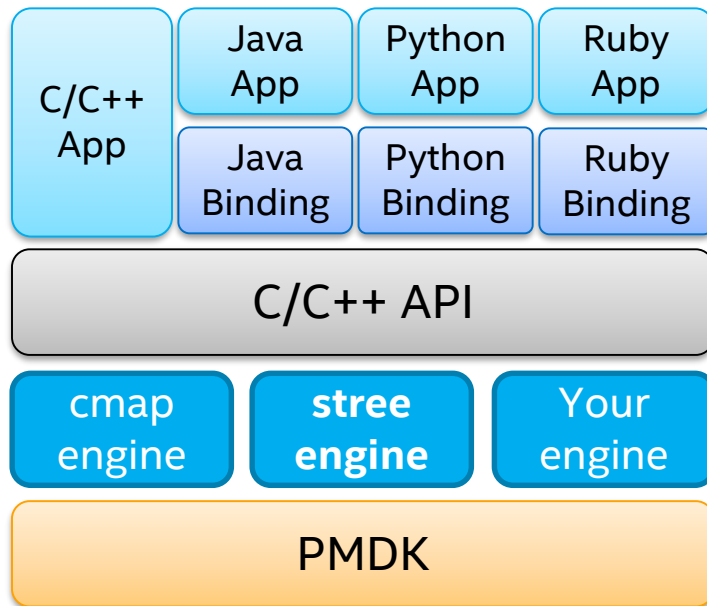 C/C++
App
Java
App
Python
App
Ruby
App
Java
Binding
Python
Binding
Ruby
Binding
C/C++ API
cmap
engine
stree
engine
Your
engine
PMDK